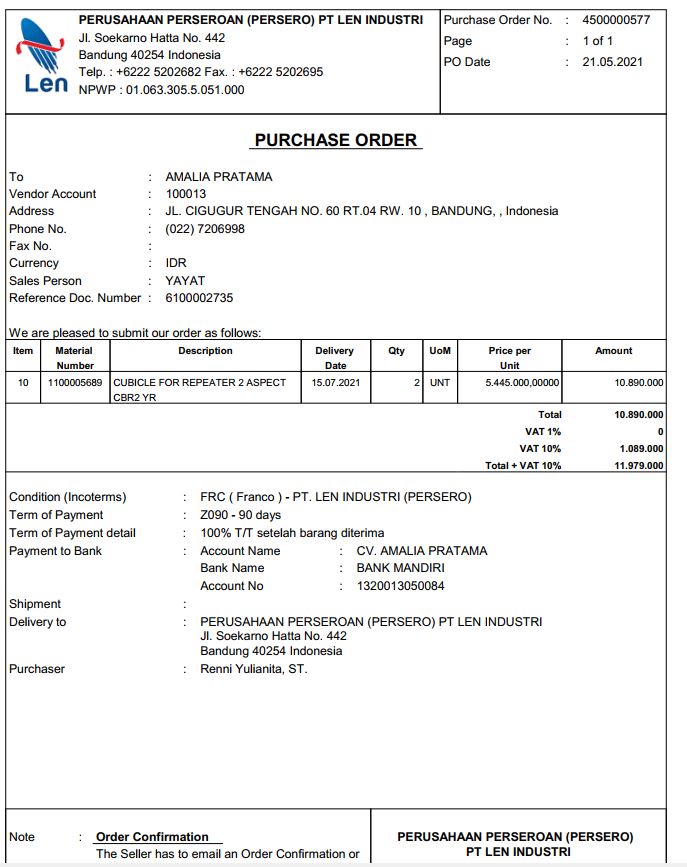 Len
PERUSAHAAN PERSEROAN (PERSERO) PT LEN INDUSTRI
Jl. Soekarno Hatta No. 442
Bandung 40254 Indonesia
Telp. : +6222 5202682 Fax. : +6222 5202695
NPWP : 01.063.305.5.051.000
Purchase Order No. : 4500000577
Page : 1 of 1
PO Date : 21.05.2021
PURCHASE ORDER
To : AMALIA PRATAMA
Vendor Account : 100013
Address : JL. CIGUGUR TENGAH NO. 60 RT.04 RW. 10 , BANDUNG, , Indonesia
Phone No. : (022) 7206998
Fax No. :
Currency : IDR
Sales Person : YAYAT
Reference Doc. Number : 6100002735
We are pleased to submit our order as follows:
Item Material Number Description Delivery Date Qty UoM Price per Unit Amount
10 1100005689 CUBICLE FOR REPEATER 2 ASPECT 15.07.2021 2 UNT 5.445.000,00000 10.890.000
CBR2 YR
Total 10.890.000
VAT 1% 0
VAT 10% 1.089.000
Total + VAT 10% 11.979.000
Condition (Incoterms) : FRC ( Franco ) - PT. LEN INDUSTRI (PERSERO)
Term of Payment : Z090 - 90 days
Term of Payment detail : 100% T/T setelah barang diterima
Payment to Bank : Account Name : CV. AMALIA PRATAMA
Bank Name : BANK MANDIRI
Account No : 1320013050084
Shipment :
Delivery to : PERUSAHAAN PERSEROAN (PERSERO) PT LEN INDUSTRI
Jl. Soekarno Hatta No. 442
Bandung 40254 Indonesia
Purchaser : Renni Yulianita, ST.
Note : Order Confirmation
The Seller has to email an Order Confirmation or
PERUSAHAAN PERSEROAN (PERSERO)
PT LEN INDUSTRI